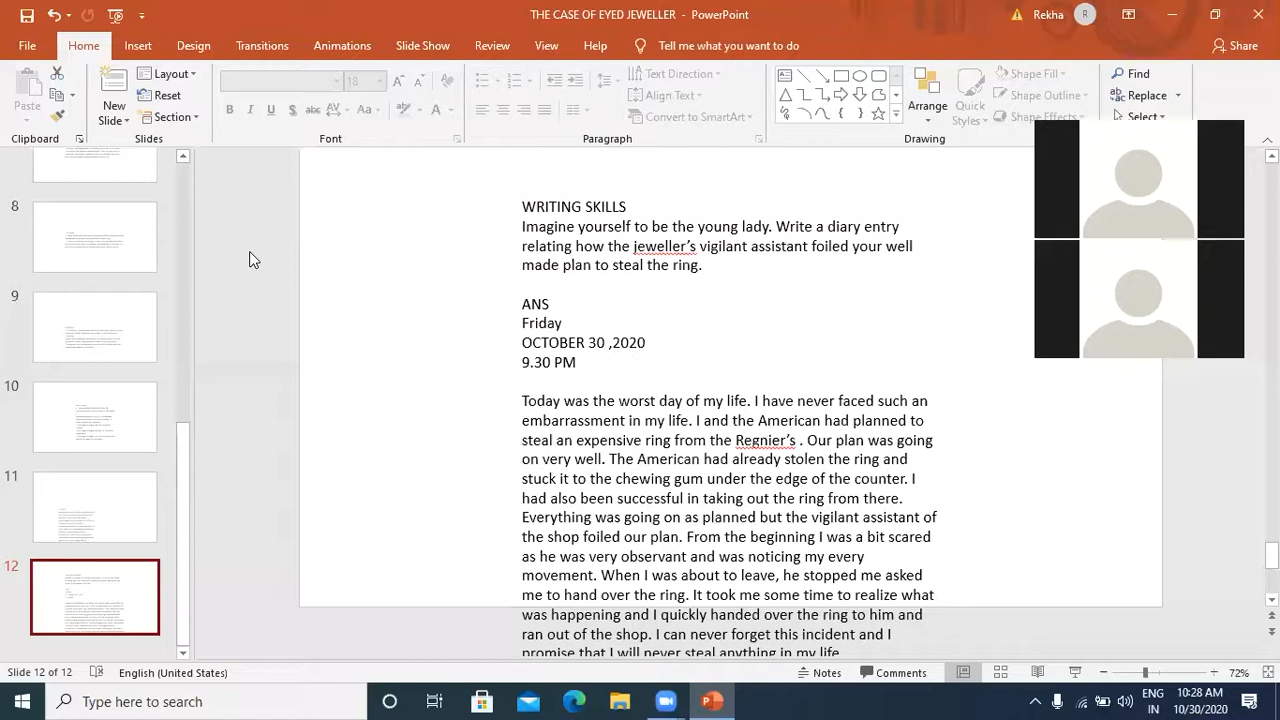 THE CASE OF EYED JEWELLER - PowerPoint
Rekha R
File Home Insert Design Transitions Animations Slide Show Review View Help Tell me what you want to do Share
Paste
New
Slide
Layout
Reset
Section
18
B I U S abc AV Aa A
Text Direction
Align Text
Convert to SmartArt
Arrange
Quick
Styles
Shape Fill
Shape Outline
Shape Effects
Find
Replace
Select
Clipboard Slides Font Paragraph Drawing
8
9
10
11
12
WRITING SKILLS
Imagine yourself to be the young lady. Write a diary entry
relating how the jeweller's vigilant assistant foiled your well
made plan to steal the ring.
ANS
Friday
OCTOBER 30 ,2020
9.30 PM
Today was the worst day of my life. I have never faced such an
embarrassment in my life. I and the American had planned to
steal an expensive ring from the Regnier's . Our plan was going
on very well. The American had already stolen the ring and
stuck it to the chewing gum under the edge of the counter. I
had also been successful in taking out the ring from there.
Everything was going on as planned but the vigilant assistant of
the shop foiled our plan. From the beginning I was a bit scared
as he was very observant and was noticing my every
movement. When I was about to leave, he stopped me asked
me to hand over the ring. It took me some time to realize what
was happening and I quickly handed over the ring to him and
ran out of the shop. I can never forget this incident and I
promise that I will never steal anything in my life.
Slide 12 of 12 English (United States) Notes Comments 72%
Type here to search
ENG
IN
10:28 AM
10/30/2020